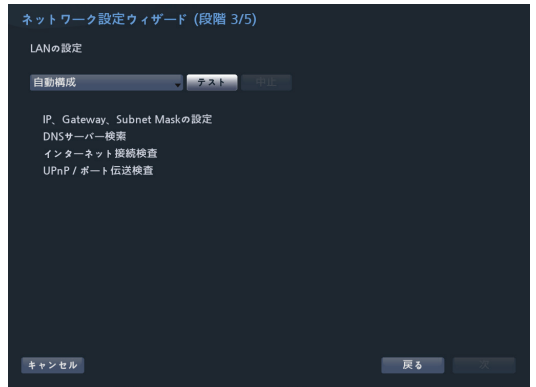 ネットワーク設定ウィザード (段階 3/5)
LANの設定
自動構成 テスト 中止
IP、Gateway、Subnet Maskの設定
DNSサーバー検索
インターネット接続検査
UPnP / ポート伝送検査
キャンセル 戻る 次